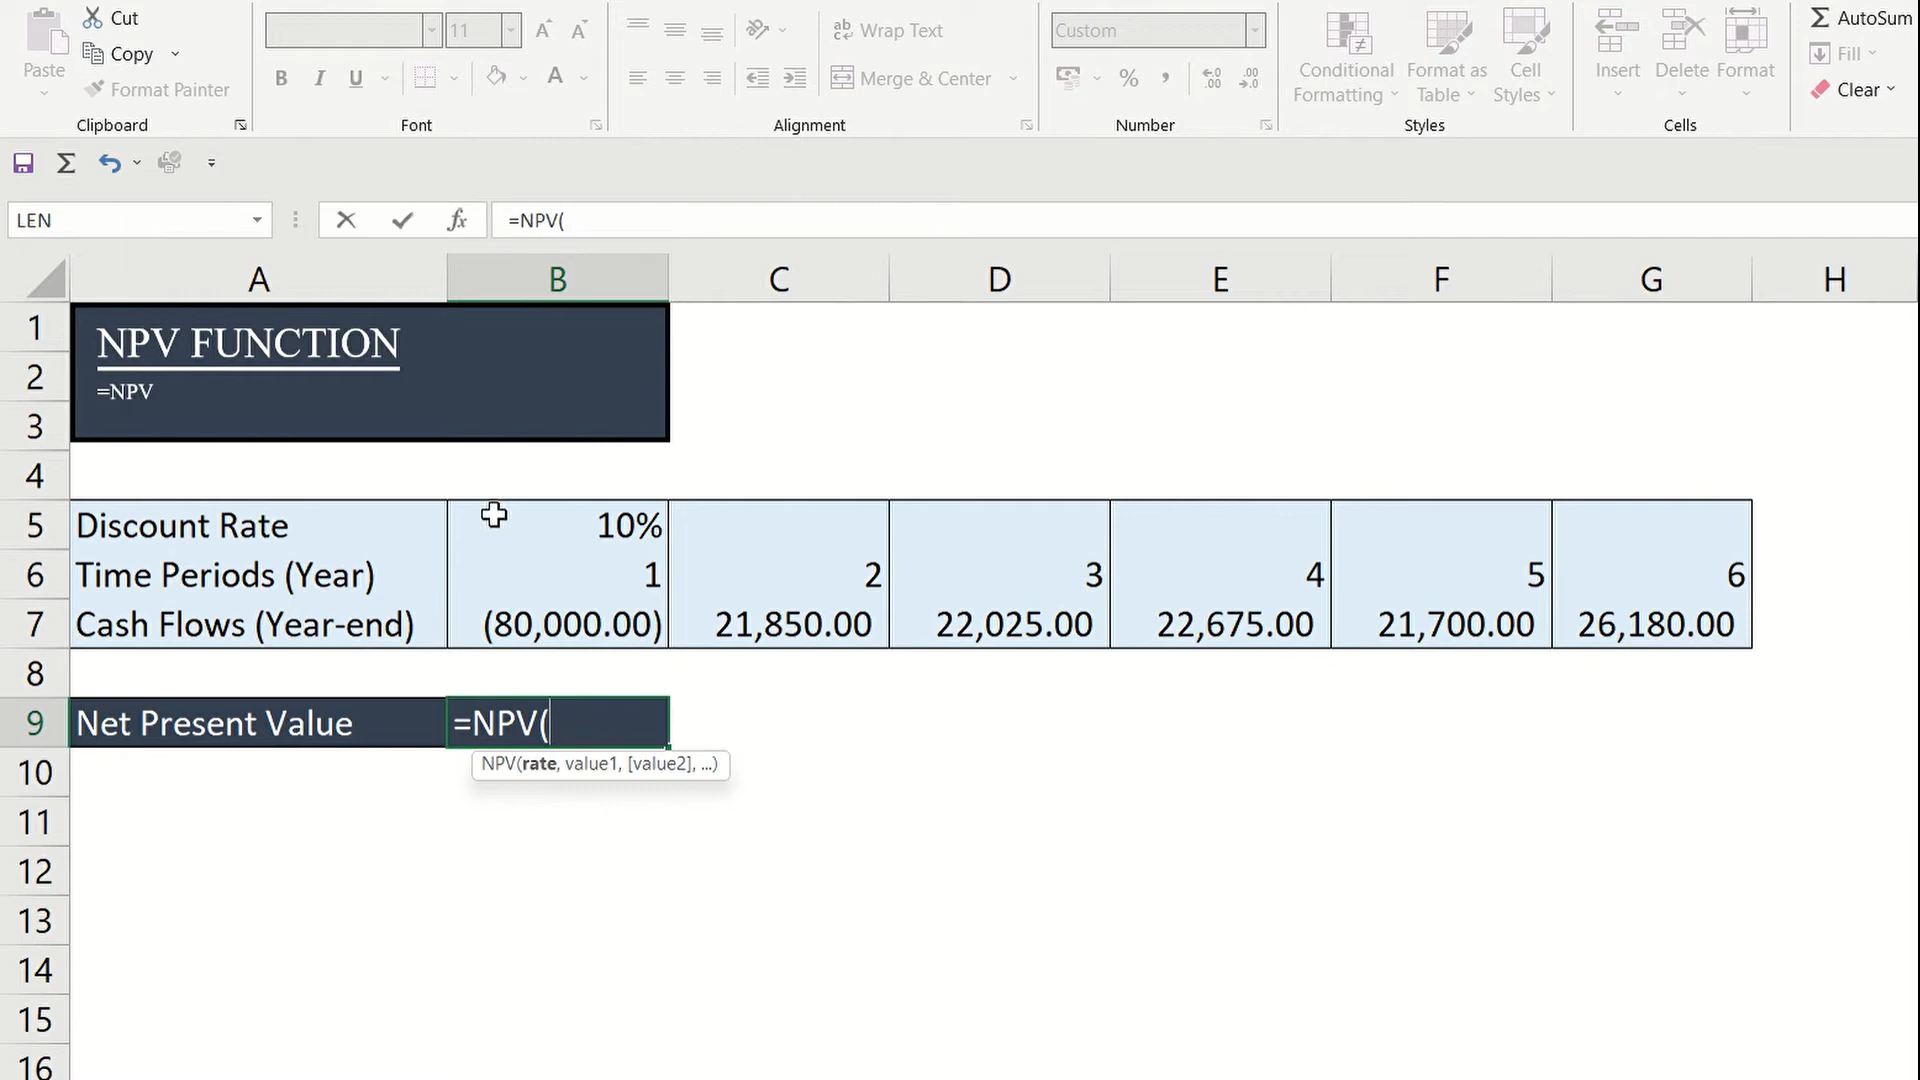 Cut
Copy
Format Painter
Paste
Clipboard
11
B I U A
Font
ab
Wrap Text
Merge & Center
Alignment
Custom
% ,
Number
Conditional Formatting
Format as Table
Cell Styles
Styles
Insert Delete Format
Cells
AutoSum
Fill
Clear
LEN
fx
=NPV(
A B C D E F G H
1
NPV FUNCTION
2
=NPV
3
4
5 Discount Rate 10%
6 Time Periods (Year) 1 2 3 4 5 6
7 Cash Flows (Year-end) (80,000.00) 21,850.00 22,025.00 22,675.00 21,700.00 26,180.00
8
9 Net Present Value =NPV(
NPV(rate, value1, [value2], ...)
10
11
12
13
14
15
16